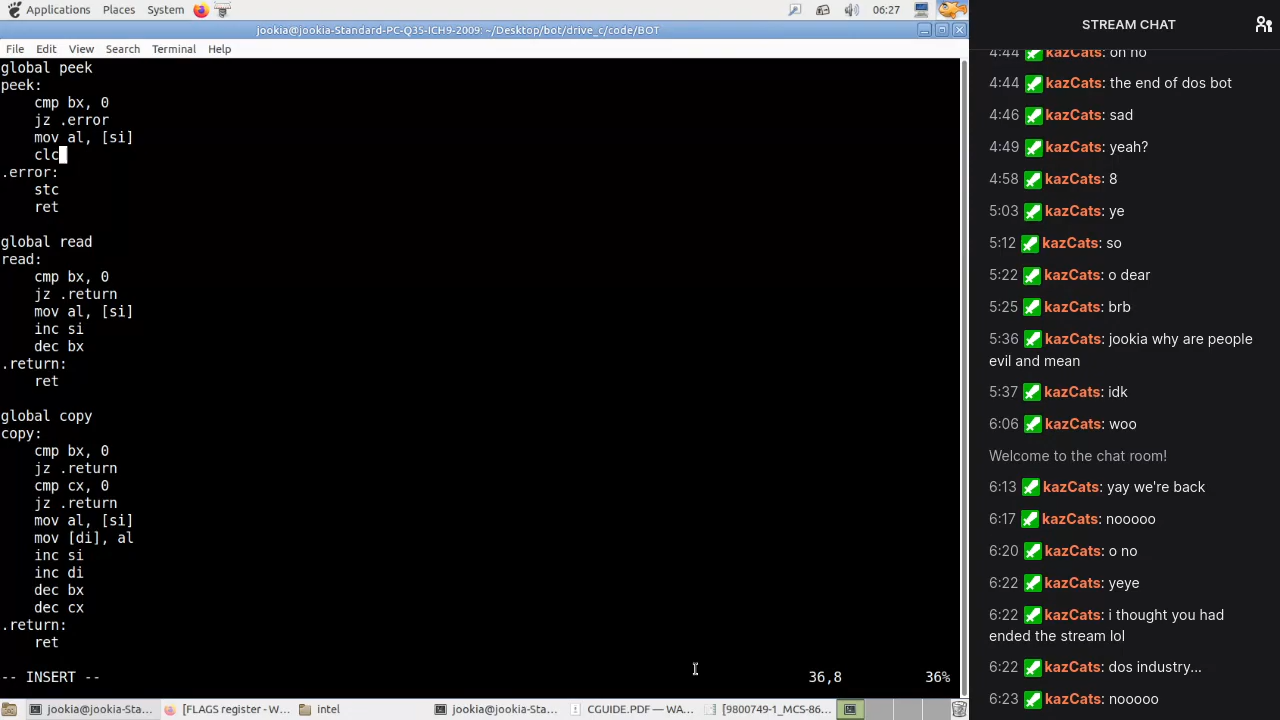 Applications Places System 06:27
jookia@jookia-Standard-PC-Q35-ICH9-2009: ~/Desktop/bot/drive_c/code/BOT
File Edit View Search Terminal Help
global peek
peek:
    cmp bx, 0
    jz .error
    mov al, [si]
    clc
.error:
    stc
    ret
global read
read:
    cmp bx, 0
    jz .return
    mov al, [si]
    inc si
    dec bx
.return:
    ret
global copy
copy:
    cmp bx, 0
    jz .return
    cmp cx, 0
    jz .return
    mov al, [si]
    mov [di], al
    inc si
    inc di
    dec bx
    dec cx
.return:
    ret
-- INSERT -- 36,8 36%
jookia@jookia-Sta... [FLAGS register - W... intel jookia@jookia-Sta... CGUIDE.PDF — WA... [9800749-1_MCS-86...
STREAM CHAT
4:44 kazCats: oh no
4:44 kazCats: the end of dos bot
4:46 kazCats: sad
4:49 kazCats: yeah?
4:58 kazCats: 8
5:03 kazCats: ye
5:12 kazCats: so
5:22 kazCats: o dear
5:25 kazCats: brb
5:36 kazCats: jookia why are people
evil and mean
5:37 kazCats: idk
6:06 kazCats: woo
Welcome to the chat room!
6:13 kazCats: yay we're back
6:17 kazCats: nooooo
6:20 kazCats: o no
6:22 kazCats: yeye
6:22 kazCats: i thought you had
ended the stream lol
6:22 kazCats: dos industry...
6:23 kazCats: nooooo